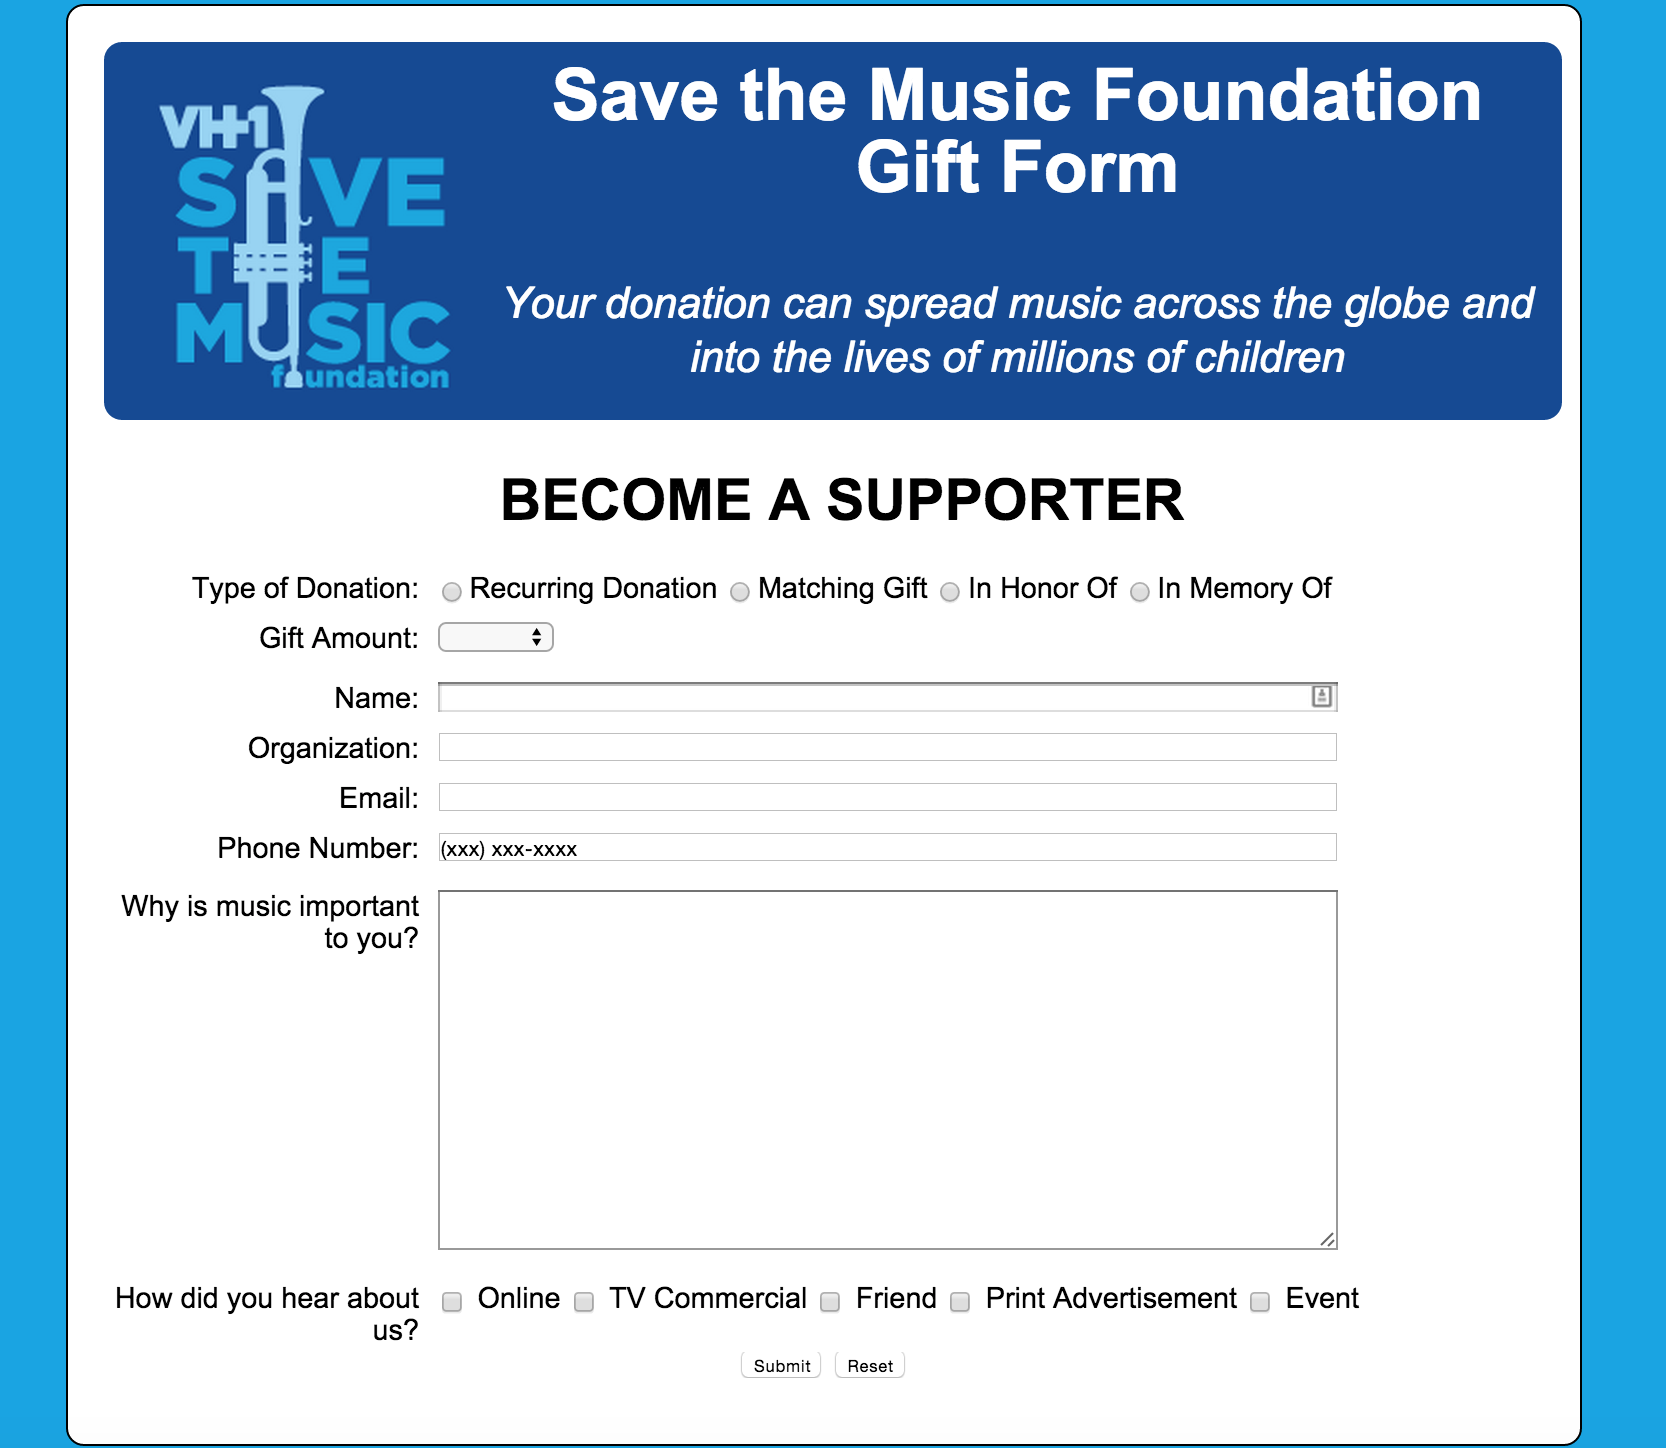 VH1
SAVE
THE
MUSIC
foundation
Save the Music Foundation
Gift Form
Your donation can spread music across the globe and
into the lives of millions of children
BECOME A SUPPORTER
Type of Donation: Recurring Donation Matching Gift In Honor Of In Memory Of
Gift Amount:
Name:
Organization:
Email:
Phone Number: (xxx) xxx-xxxx
Why is music important
to you?
How did you hear about Online TV Commercial Friend Print Advertisement Event
us?
Submit Reset